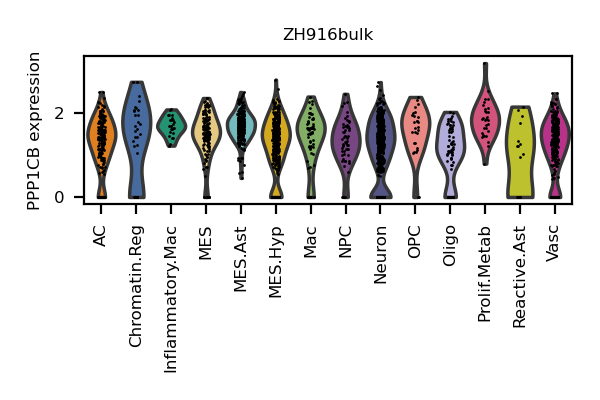 ZH916bulk
PPP1CB expression
2
0
AC
Chromatin.Reg
Inflammatory.Mac
MES
MES.Ast
MES.Hyp
Mac
NPC
Neuron
OPC
Oligo
Prolif.Metab
Reactive.Ast
Vasc